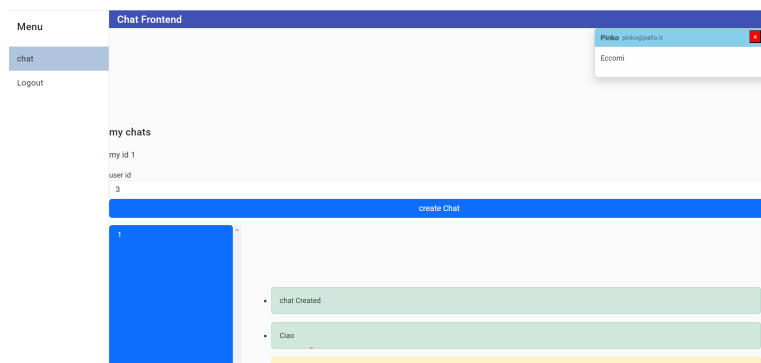 Menu
chat
Logout
Chat Frontend
Pinko pinko@pallo.it
×
Eccomi
my chats
my id 1
user id
3
create Chat
1
chat Created
Ciao